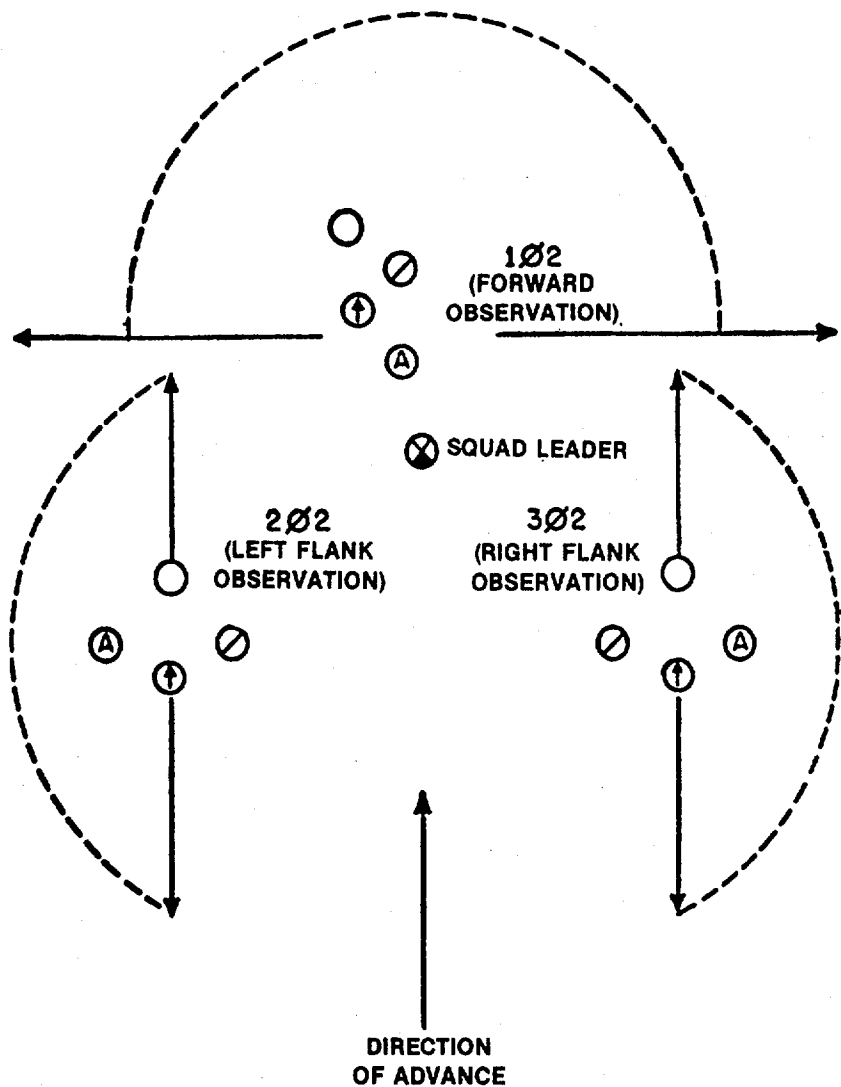 1Ø2
(FORWARD
OBSERVATION)
A
SQUAD LEADER
2Ø2
(LEFT FLANK
OBSERVATION)
3Ø2
(RIGHT FLANK
OBSERVATION)
A
A
DIRECTION
OF ADVANCE